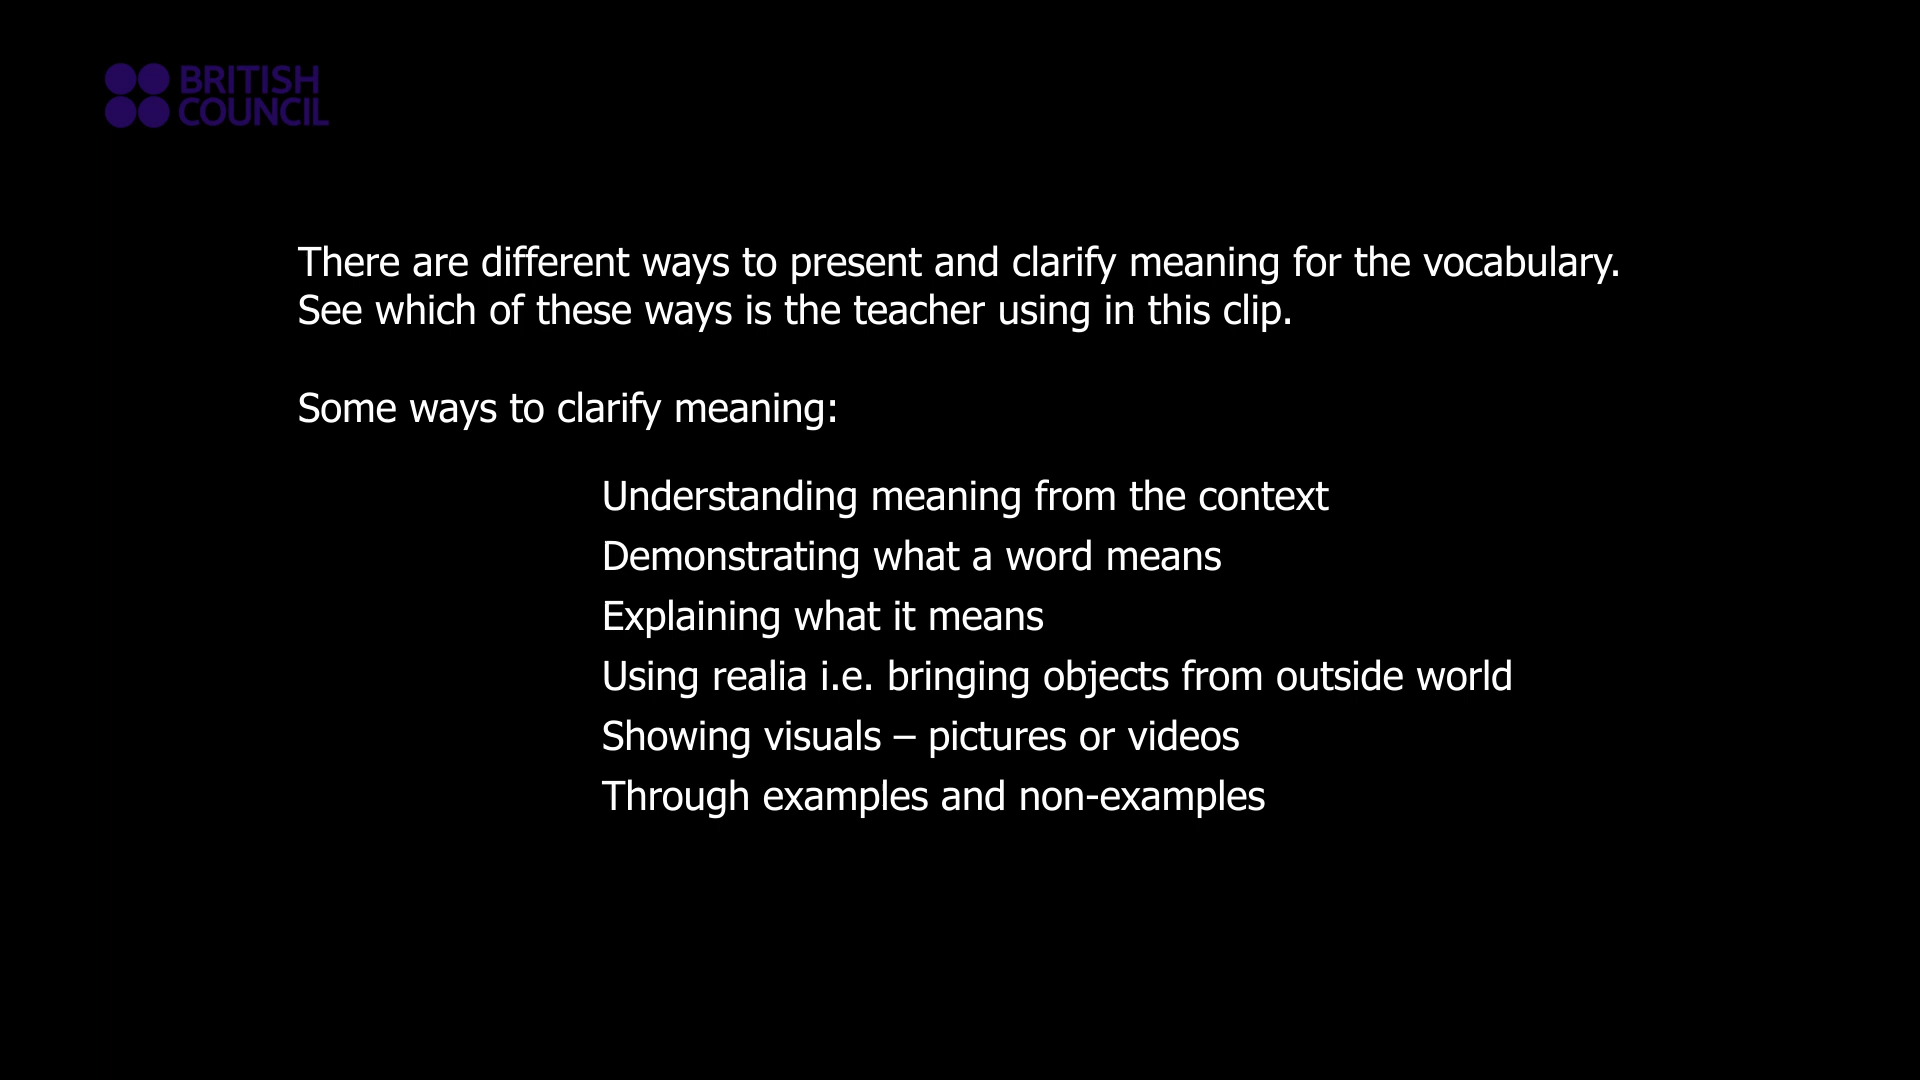 BRITISH
COUNCIL
There are different ways to present and clarify meaning for the vocabulary.
See which of these ways is the teacher using in this clip.
Some ways to clarify meaning:
Understanding meaning from the context
Demonstrating what a word means
Explaining what it means
Using realia i.e. bringing objects from outside world
Showing visuals – pictures or videos
Through examples and non-examples